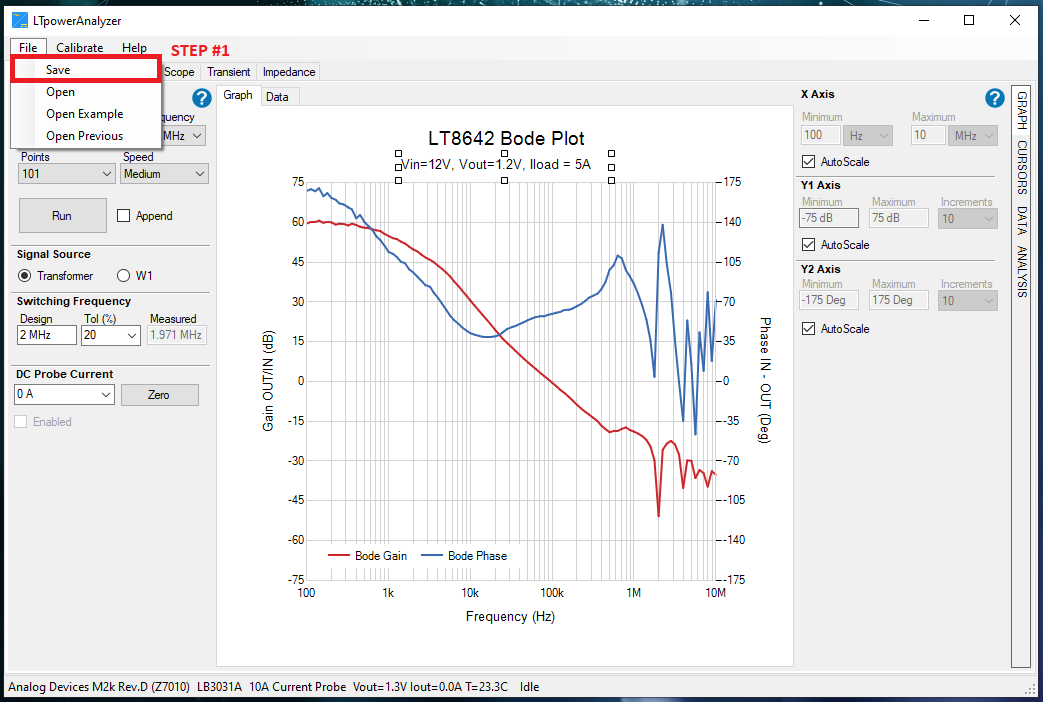 LTpowerAnalyzer
File Calibrate Help STEP #1
Save
Open
Open Example
Open Previous
Scope Transient Impedance
quency
MHz
Points Speed
101 Medium
Run Append
Signal Source
Transformer W1
Switching Frequency
Design Tol (%) Measured
2 MHz 20 1.971 MHz
DC Probe Current
0 A Zero
Enabled
Graph Data
LT8642 Bode Plot
Vin=12V, Vout=1.2V, Iload = 5A
75
60
45
30
15
0
-15
-30
-45
-60
-75
Gain OUT/IN (dB)
175
140
105
70
35
0
-35
-70
-105
-140
-175
Phase IN - OUT (Deg)
Bode Gain Bode Phase
100 1k 10k 100k 1M 10M
Frequency (Hz)
X Axis
Minimum Maximum
100 Hz 10 MHz
AutoScale
Y1 Axis
Minimum Maximum Increments
-75 dB 75 dB 10
AutoScale
Y2 Axis
Minimum Maximum Increments
-175 Deg 175 Deg 10
AutoScale
GRAPH CURSORS DATA ANALYSIS
Analog Devices M2k Rev.D (Z7010) LB3031A 10A Current Probe Vout=1.3V Iout=0.0A T=23.3C Idle